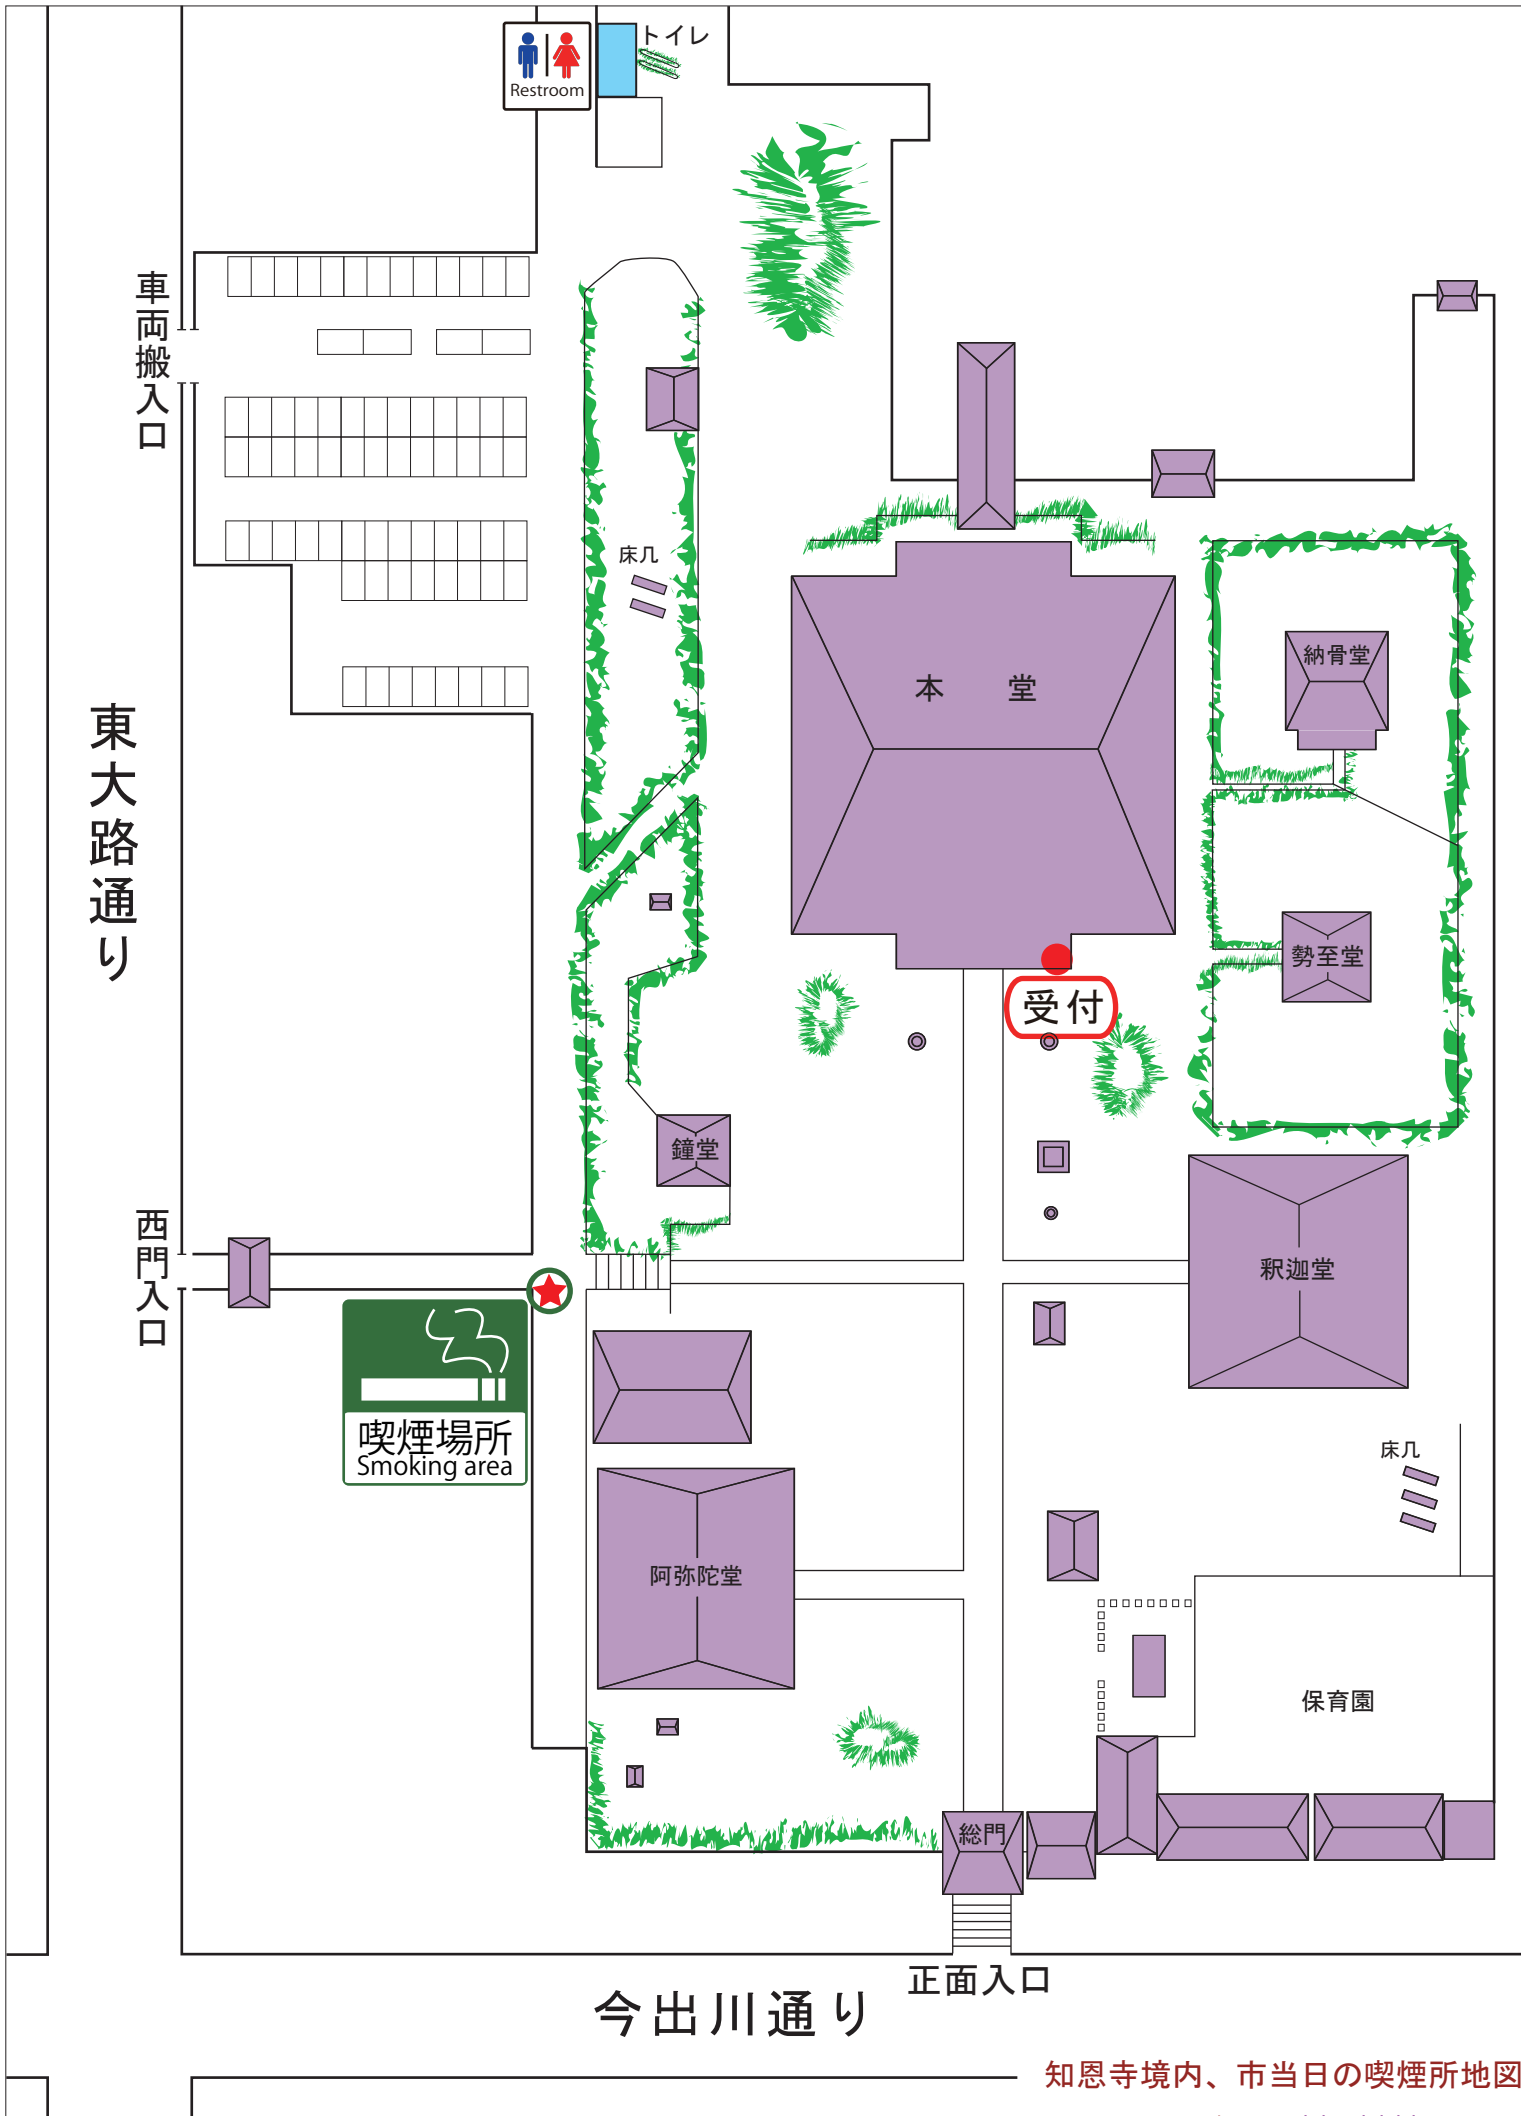 トイレ
Restroom
車両搬入口
床几
本　堂
納骨堂
東大路通り
勢至堂
受付
鐘堂
西門入口
釈迦堂
喫煙場所
Smoking area
床几
阿弥陀堂
保育園
総門
正面入口
今出川通り
知恩寺境内、市当日の喫煙所地図